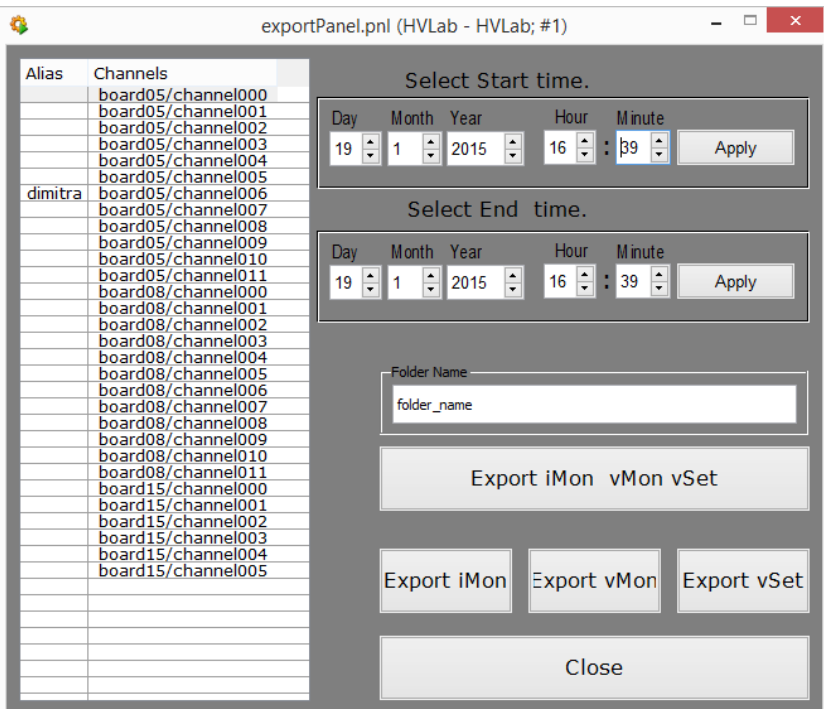 exportPanel.pnl (HVLab - HVLab; #1)
Alias Channels
board05/channel000
board05/channel001
board05/channel002
board05/channel003
board05/channel004
board05/channel005
dimitra board05/channel006
board05/channel007
board05/channel008
board05/channel009
board05/channel010
board05/channel011
board08/channel000
board08/channel001
board08/channel002
board08/channel003
board08/channel004
board08/channel005
board08/channel006
board08/channel007
board08/channel008
board08/channel009
board08/channel010
board08/channel011
board15/channel000
board15/channel001
board15/channel002
board15/channel003
board15/channel004
board15/channel005
Select Start time.
Day Month Year Hour Minute
19 1 2015 16 : 39 Apply
Select End time.
Day Month Year Hour Minute
19 1 2015 16 : 39 Apply
Folder Name
folder_name
Export iMon vMon vSet
Export iMon Export vMon Export vSet
Close